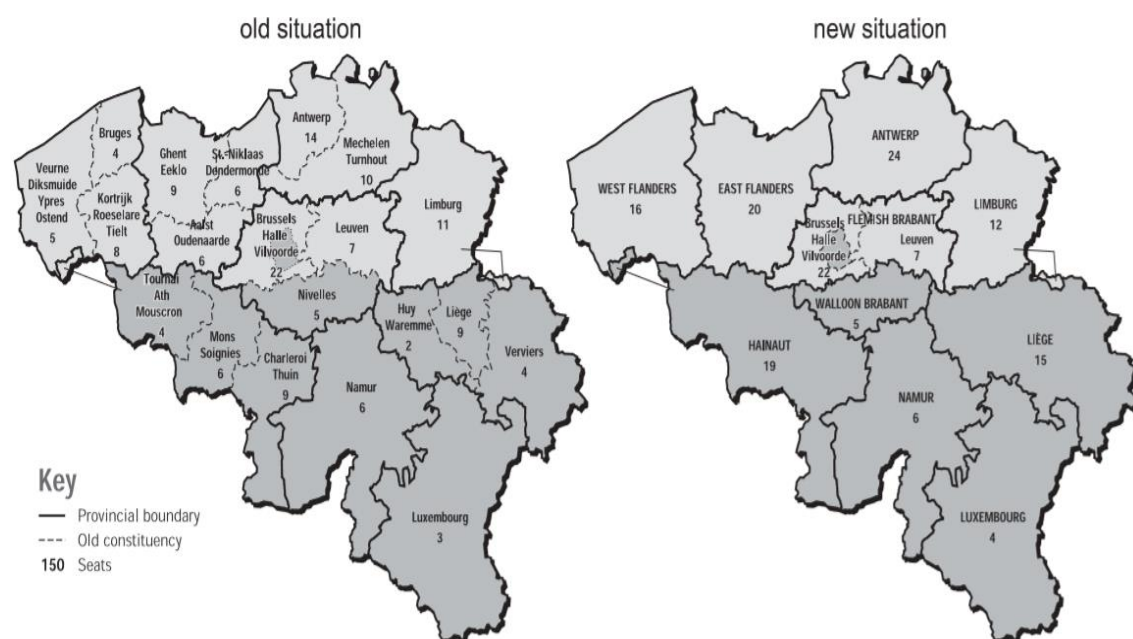 old situation
Bruges
4
Veurne
Diksmuide
Ypres
Ostend
5
Kortrijk
Roeselare
Tielt
8
Ghent
Eeklo
9
St. Niklaas
Dendermonde
6
Aalst
Oudenaarde
6
Antwerp
14
Mechelen
Turnhout
10
Brussels
Halle
Vilvoorde
22
Leuven
7
Limburg
11
Tournai
Ath
Mouscron
4
Mons
Soignies
6
Charleroi
Thuin
9
Nivelles
5
Huy
Waremme
2
Liège
9
Verviers
4
Namur
6
Luxembourg
3
Key
Provincial boundary
Old constituency
150 Seats
new situation
WEST FLANDERS
16
EAST FLANDERS
20
ANTWERP
24
Brussels
Halle
Vilvoorde
22
FLEMISH BRABANT
Leuven
7
LIMBURG
12
WALLOON BRABANT
5
HAINAUT
19
LIÈGE
15
NAMUR
6
LUXEMBOURG
4